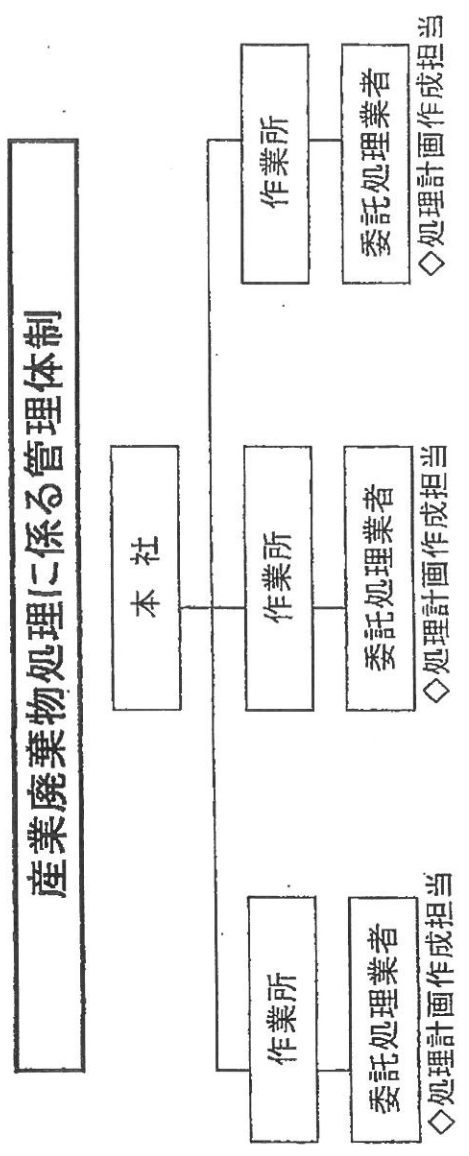 産業廃棄物処理に係る管理体制
本 社
作業所
作業所
作業所
委託処理業者
委託処理業者
委託処理業者
◇処理計画作成担当
◇処理計画作成担当
◇処理計画作成担当